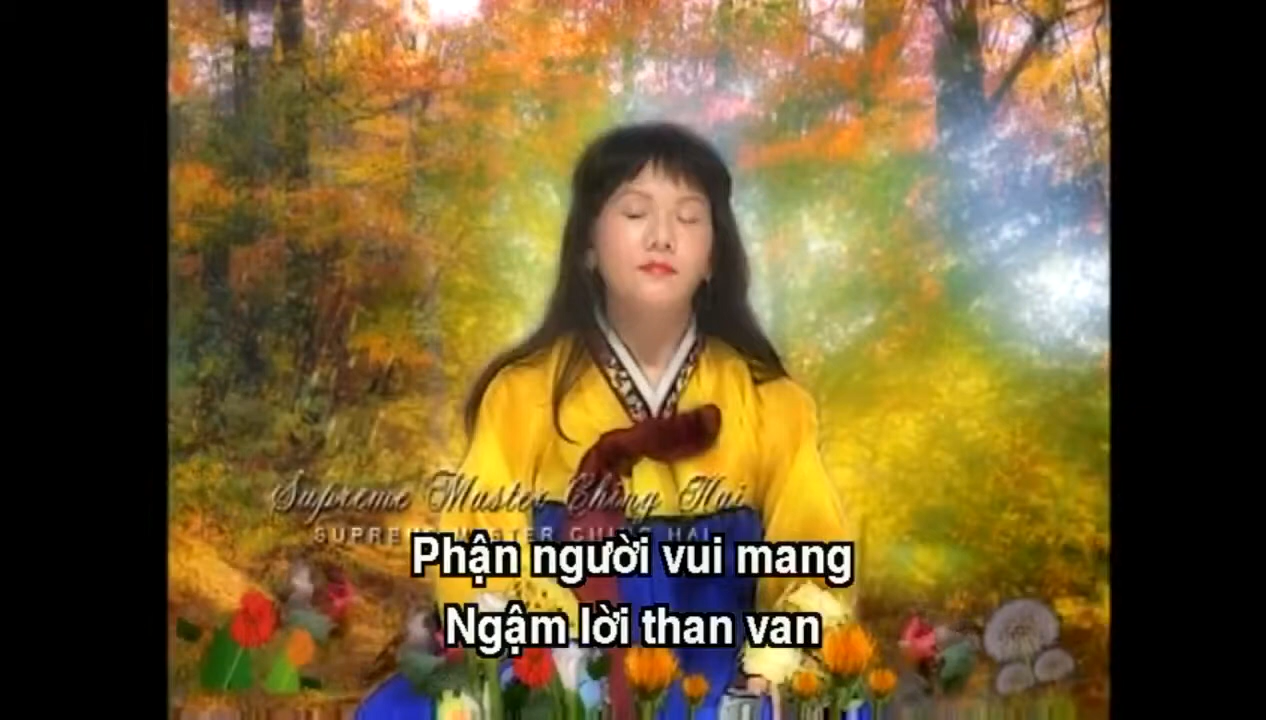 Supreme Master Ching Hai
SUPREME MASTER CHING HAI
Phận người vui mang
Ngậm lời than van